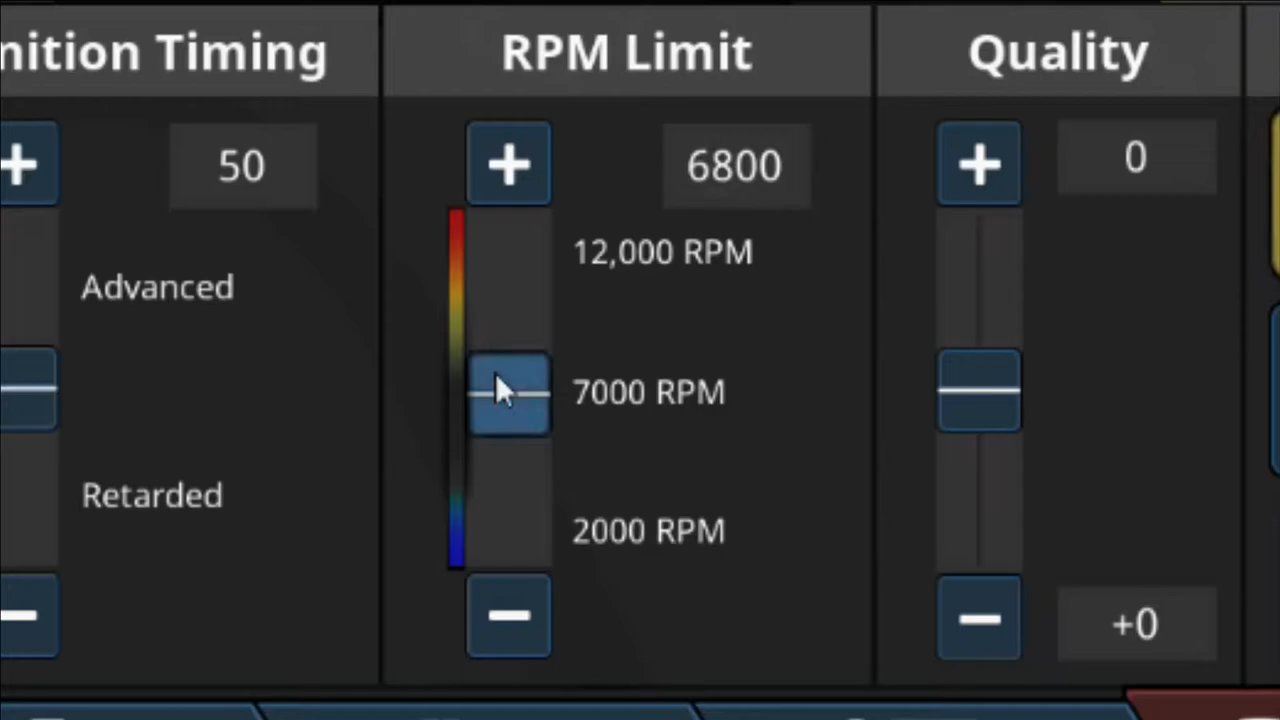 nition Timing
RPM Limit
Quality
50
Advanced
Retarded
6800
12,000 RPM
7000 RPM
2000 RPM
0
+0